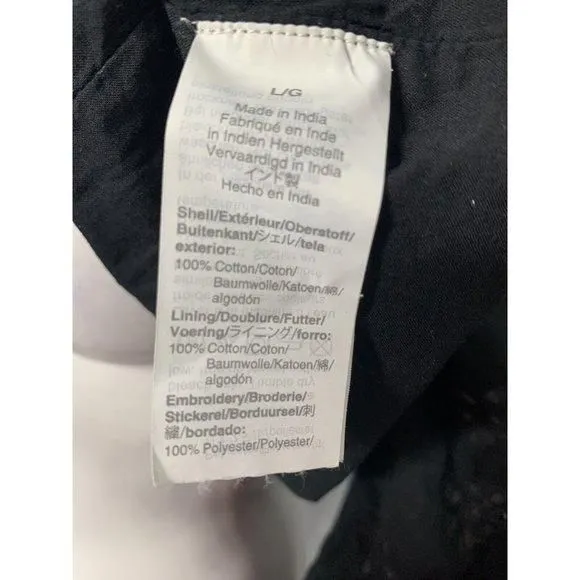 L/G
Made in India
Fabriqué en Inde
in Indien Hergestellt
Vervaardigd in India
インド製
Hecho en India
Shell/Extérieur/Oberstoff/
Buitenkant/シェル/tela
exterior:
100% Cotton/Coton/
Baumwolle/Katoen/綿/
algodón
Lining/Doublure/Futter/
Voering/ライニング/forro:
100% Cotton/Coton/
Baumwolle/Katoen/綿/
algodón
Embroidery/Broderie/
Stickerei/Borduursel/刺
繍/bordado:
100% Polyester/Polyester/